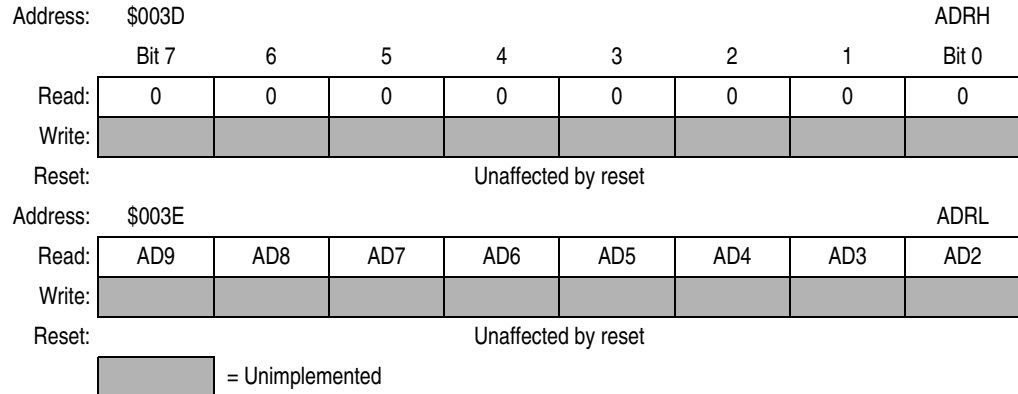 Address: $003D ADRH
Bit 7 6 5 4 3 2 1 Bit 0
Read: 0 0 0 0 0 0 0 0
Write:
Reset: Unaffected by reset
Address: $003E ADRL
Read: AD9 AD8 AD7 AD6 AD5 AD4 AD3 AD2
Write:
Reset: Unaffected by reset
= Unimplemented